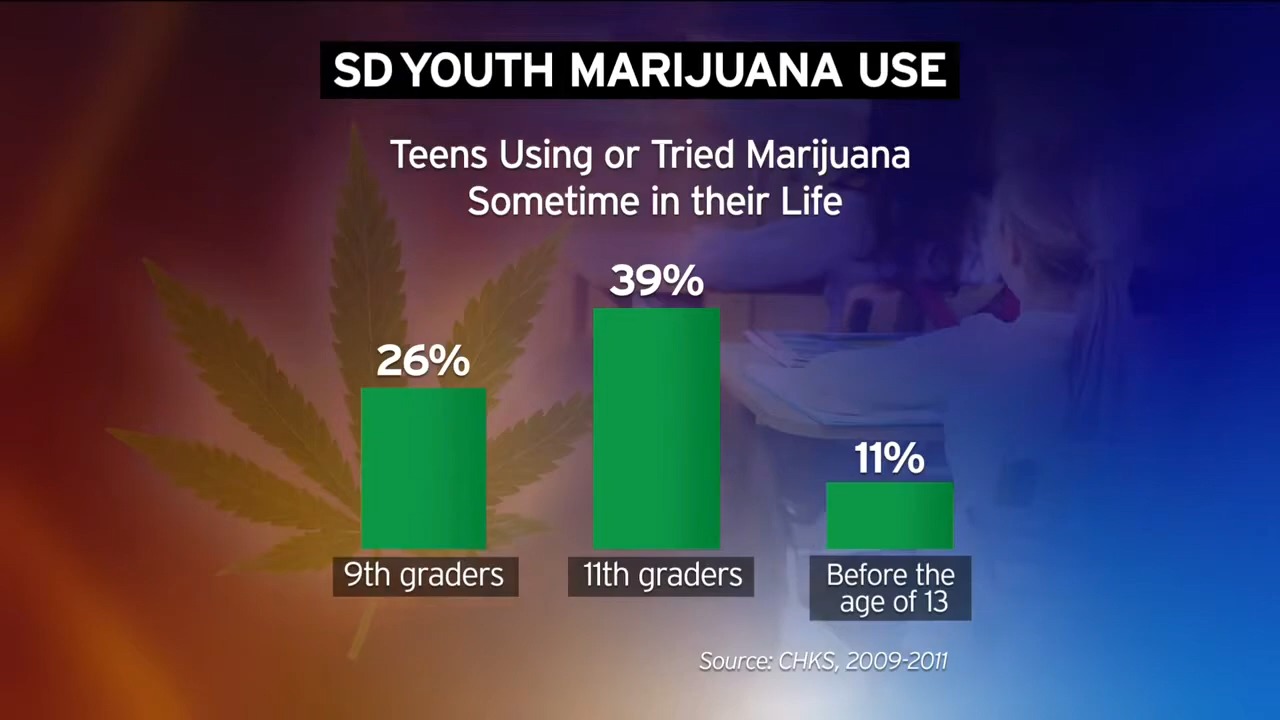 SD YOUTH MARIJUANA USE
Teens Using or Tried Marijuana
Sometime in their Life
26%
39%
11%
9th graders
11th graders
Before the
age of 13
Source: CHKS, 2009-2011